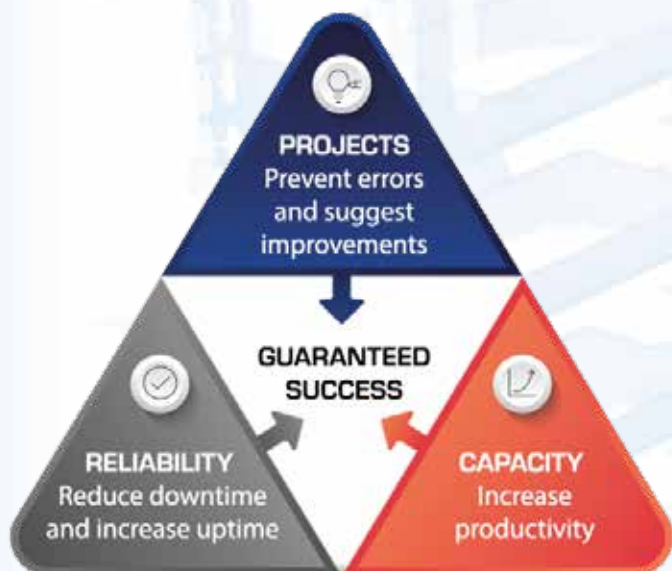 PROJECTS
Prevent errors
and suggest
improvements
GUARANTEED
SUCCESS
RELIABILITY
Reduce downtime
and increase uptime
CAPACITY
Increase
productivity